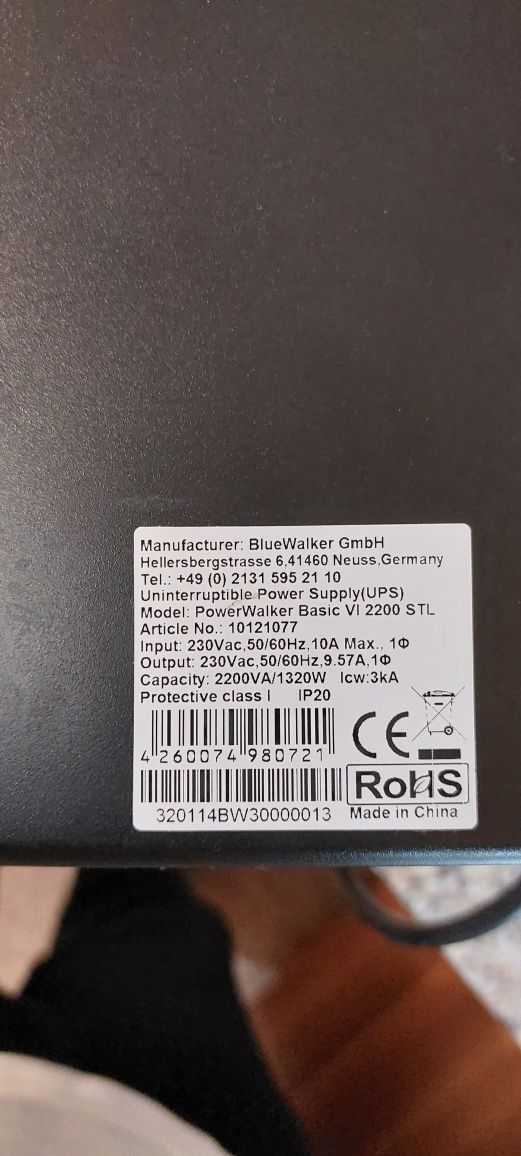 Manufacturer: BlueWalker GmbH
Hellersbergstrasse 6,41460 Neuss,Germany
Tel.: +49 (0) 2131 595 21 10
Uninterruptible Power Supply(UPS)
Model: PowerWalker Basic VI 2200 STL
Article No.: 10121077
Input: 230Vac,50/60Hz,10A Max., 1Φ
Output: 230Vac,50/60Hz,9.57A,1Φ
Capacity: 2200VA/1320W Icw:3kA
Protective class I IP20
4 260074 980721
CE
RoHS
320114BW30000013
Made in China